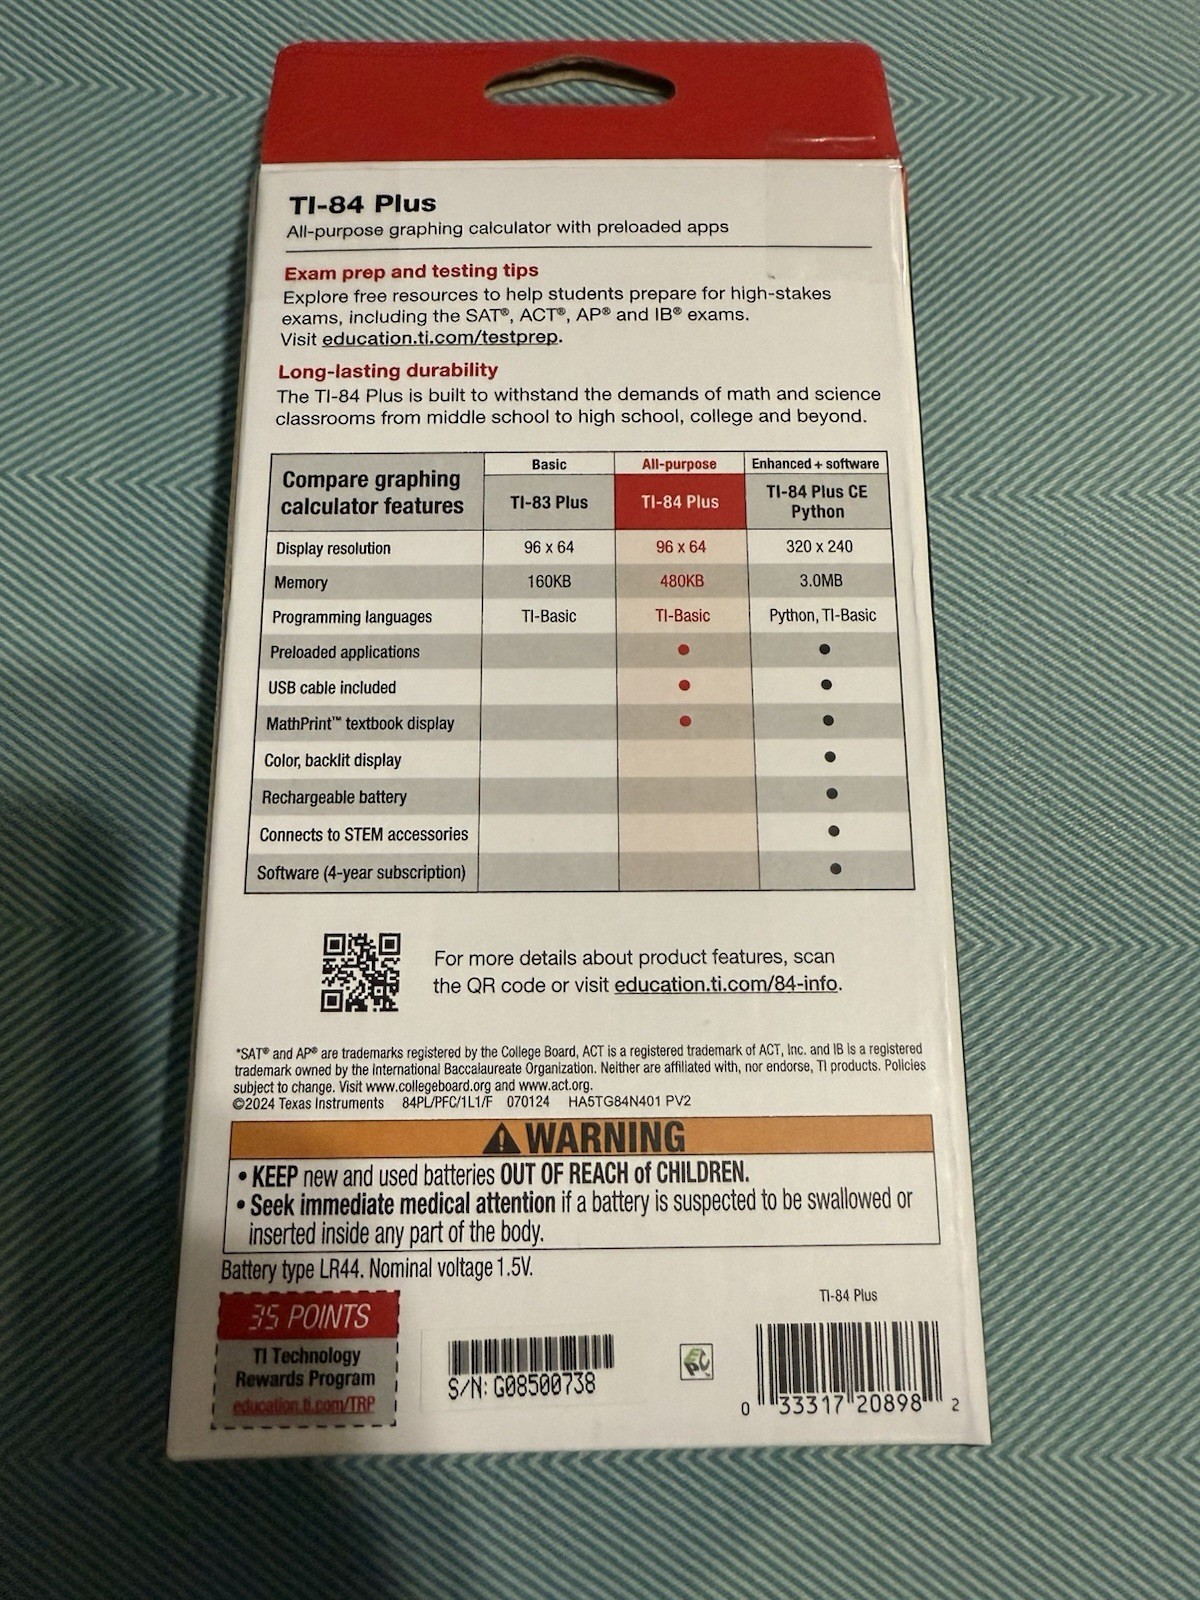 TI-84 Plus
All-purpose graphing calculator with preloaded apps
Exam prep and testing tips
Explore free resources to help students prepare for high-stakes
exams, including the SAT®, ACT®, AP® and IB® exams.
Visit education.ti.com/testprep.
Long-lasting durability
The TI-84 Plus is built to withstand the demands of math and science
classrooms from middle school to high school, college and beyond.
Compare graphing
calculator features
Basic All-purpose Enhanced + software
TI-83 Plus TI-84 Plus TI-84 Plus CE
Python
Display resolution 96 x 64 96 x 64 320 x 240
Memory 160KB 480KB 3.0MB
Programming languages TI-Basic TI-Basic Python, TI-Basic
Preloaded applications ● ●
USB cable included ● ●
MathPrint™ textbook display ● ●
Color, backlit display ●
Rechargeable battery ●
Connects to STEM accessories ●
Software (4-year subscription) ●
For more details about product features, scan
the QR code or visit education.ti.com/84-info.
*SAT® and AP® are trademarks registered by the College Board, ACT is a registered trademark of ACT, Inc. and IB is a registered
trademark owned by the International Baccalaureate Organization. Neither are affiliated with, nor endorse, TI products. Policies
subject to change. Visit www.collegeboard.org and www.act.org.
©2024 Texas Instruments 84PL/PFC/1L1/F 070124 HA5TG84N401 PV2
WARNING
• KEEP new and used batteries OUT OF REACH of CHILDREN.
• Seek immediate medical attention if a battery is suspected to be swallowed or
inserted inside any part of the body.
Battery type LR44. Nominal voltage 1.5V.
35 POINTS
TI Technology
Rewards Program
education.ti.com/TRP
S/N: G08500738
EPC
TI-84 Plus
0 33317 20898 2